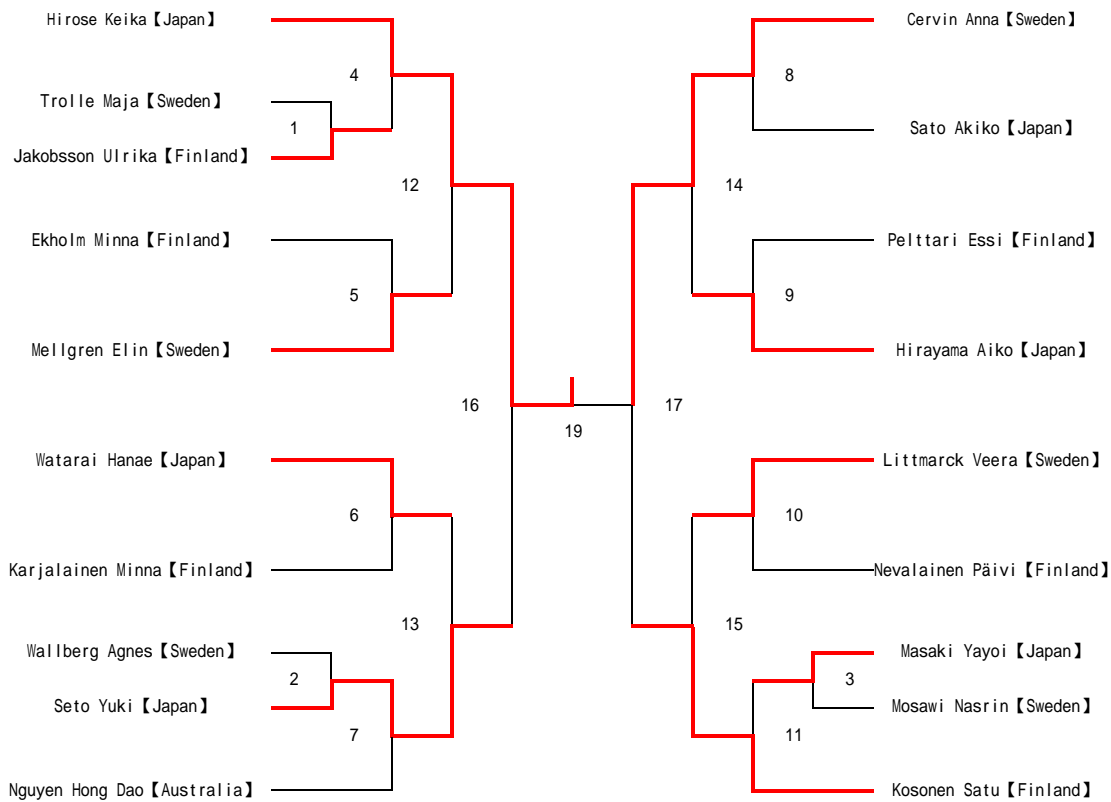 Hirose Keika【Japan】
Cervin Anna【Sweden】
4
8
Trolle Maja【Sweden】
1
Sato Akiko【Japan】
Jakobsson Ulrika【Finland】
12
14
Ekholm Minna【Finland】
Pelttari Essi【Finland】
5
9
Mellgren Elin【Sweden】
Hirayama Aiko【Japan】
16
17
19
Watarai Hanae【Japan】
Littmarck Veera【Sweden】
6
10
Karjalainen Minna【Finland】
Nevalainen Päivi【Finland】
13
15
Wallberg Agnes【Sweden】
Masaki Yayoi【Japan】
2
3
Seto Yuki【Japan】
Mosawi Nasrin【Sweden】
7
11
Nguyen Hong Dao【Australia】
Kosonen Satu【Finland】